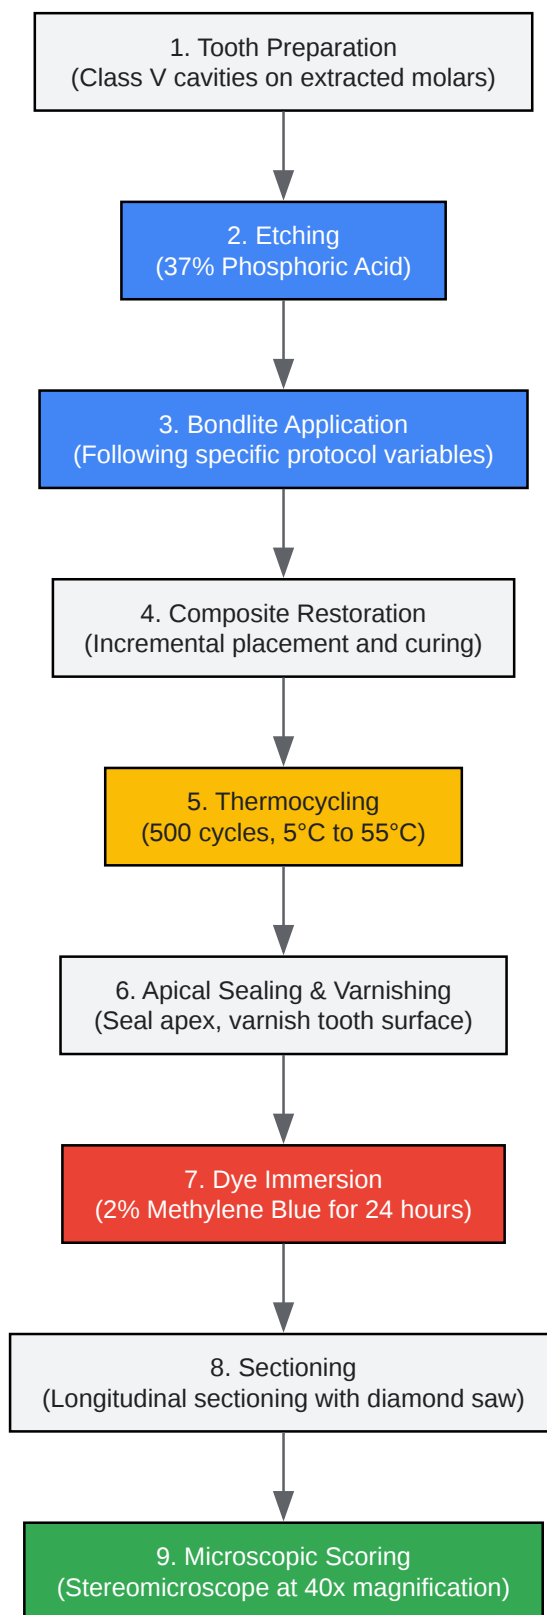 1. Tooth Preparation
(Class V cavities on extracted molars)
2. Etching
(37% Phosphoric Acid)
3. Bondlite Application
(Following specific protocol variables)
4. Composite Restoration
(Incremental placement and curing)
5. Thermocycling
(500 cycles, 5°C to 55°C)
6. Apical Sealing & Varnishing
(Seal apex, varnish tooth surface)
7. Dye Immersion
(2% Methylene Blue for 24 hours)
8. Sectioning
(Longitudinal sectioning with diamond saw)
9. Microscopic Scoring
(Stereomicroscope at 40x magnification)